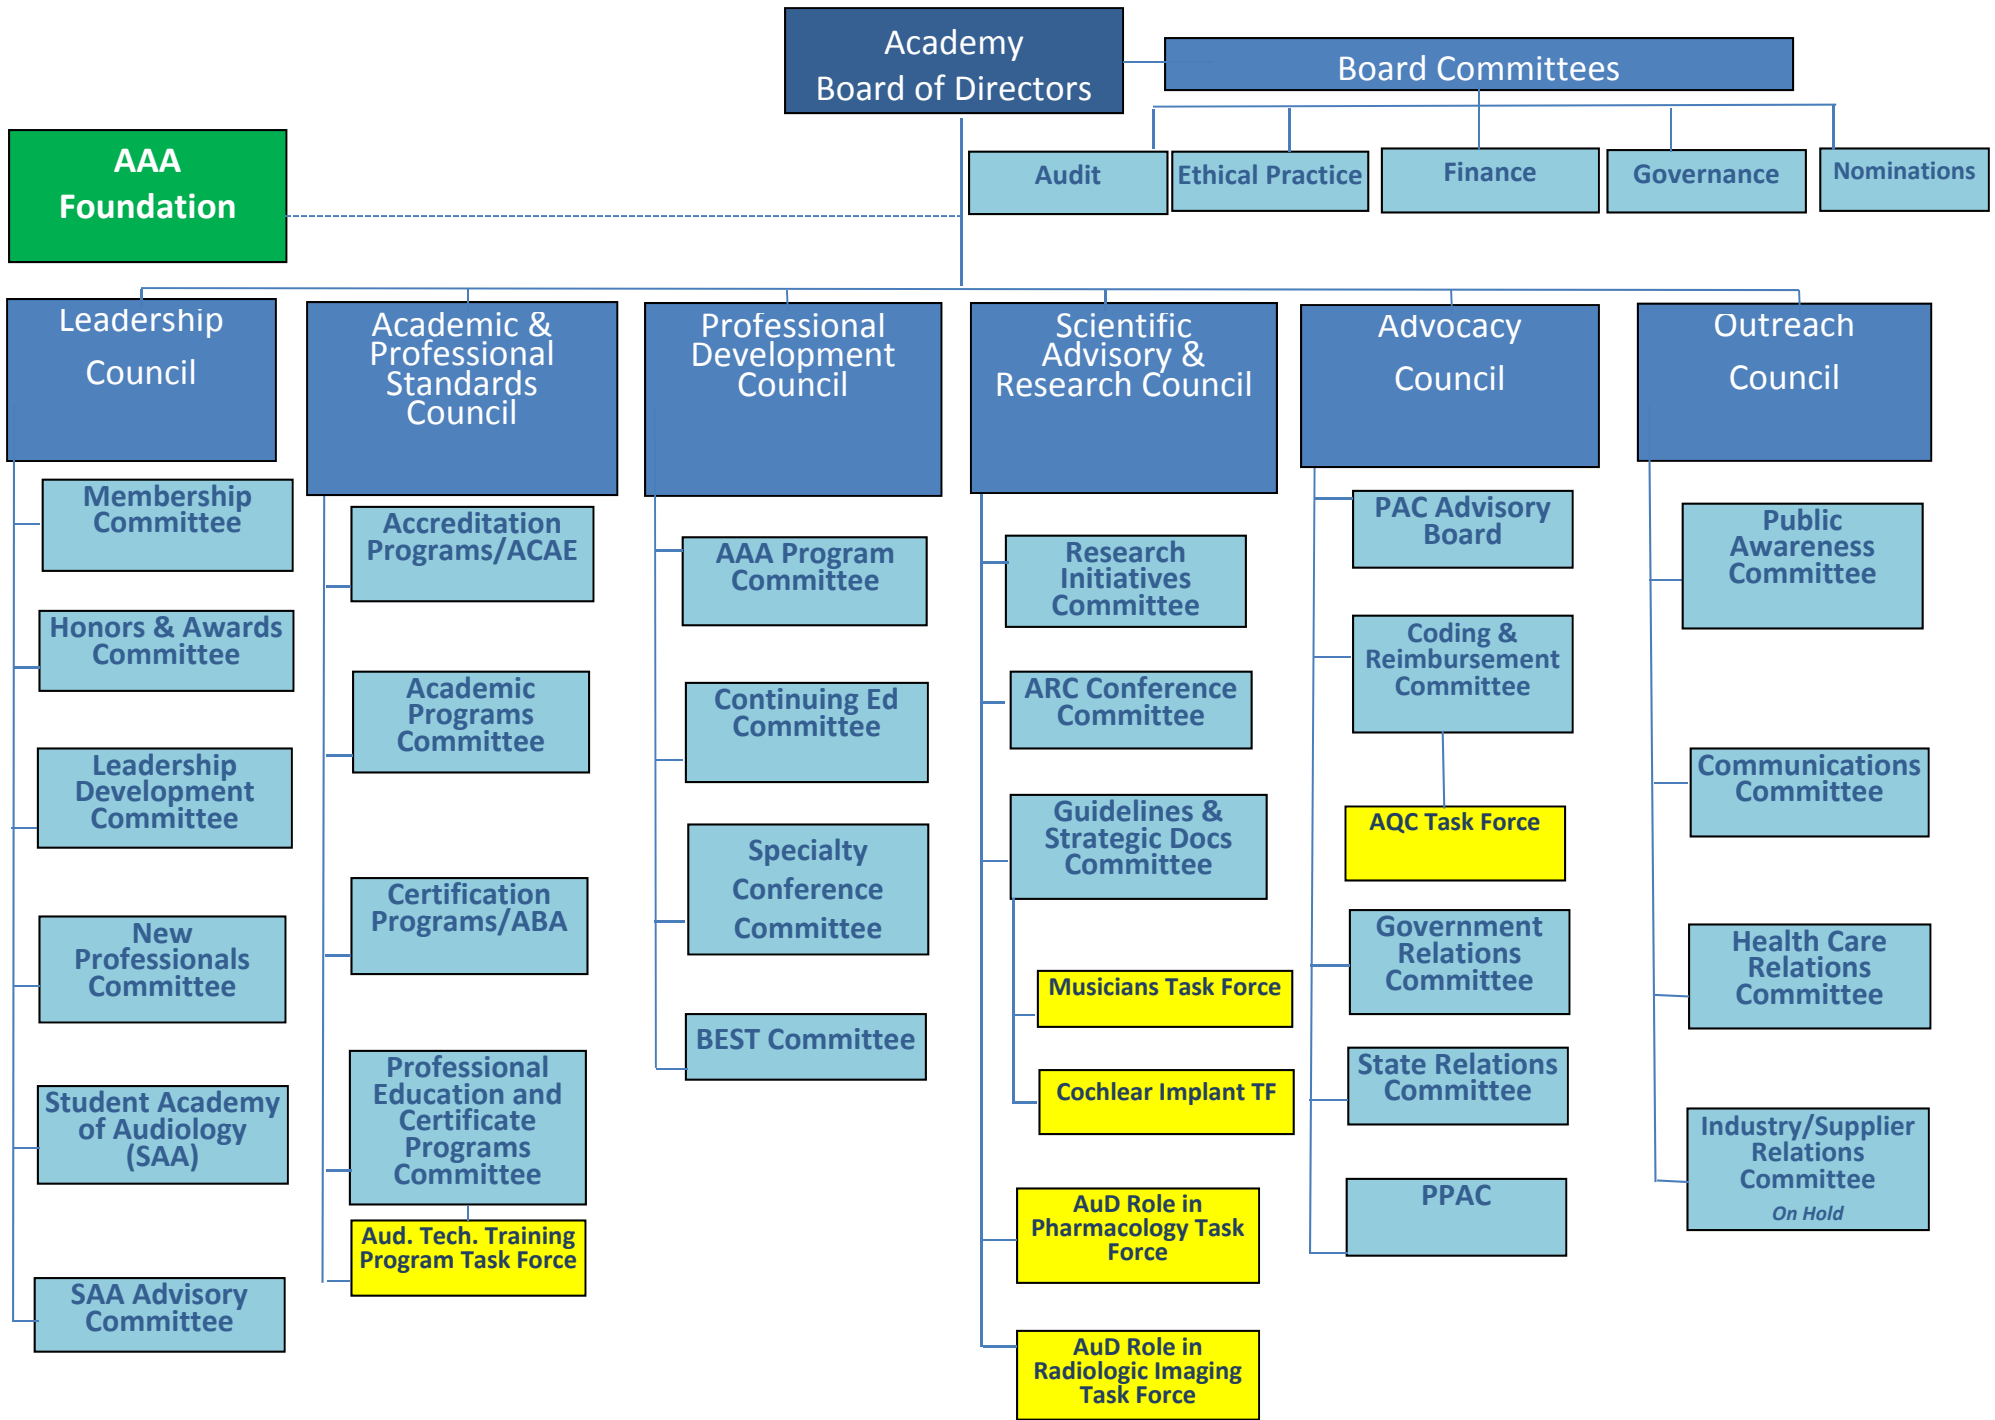 Academy
Board of Directors
Board Committees
Audit
Ethical Practice
Finance
Governance
Nominations
AAA
Foundation
Leadership
Council
Membership
Committee
Honors & Awards
Committee
Leadership
Development
Committee
New
Professionals
Committee
Student Academy
of Audiology
(SAA)
SAA Advisory
Committee
Academic &
Professional
Standards
Council
Accreditation
Programs/ACAE
Academic
Programs
Committee
Certification
Programs/ABA
Professional
Education and
Certificate
Programs
Committee
Aud. Tech. Training
Program Task Force
Professional
Development
Council
AAA Program
Committee
Continuing Ed
Committee
Specialty
Conference
Committee
BEST Committee
Scientific
Advisory &
Research Council
Research
Initiatives
Committee
ARC Conference
Committee
Guidelines &
Strategic Docs
Committee
Musicians Task Force
Cochlear Implant TF
AuD Role in
Pharmacology Task
Force
AuD Role in
Radiologic Imaging
Task Force
Advocacy
Council
PAC Advisory
Board
Coding &
Reimbursement
Committee
AQC Task Force
Government
Relations
Committee
State Relations
Committee
PPAC
Outreach
Council
Public
Awareness
Committee
Communications
Committee
Health Care
Relations
Committee
Industry/Supplier
Relations
Committee
On Hold